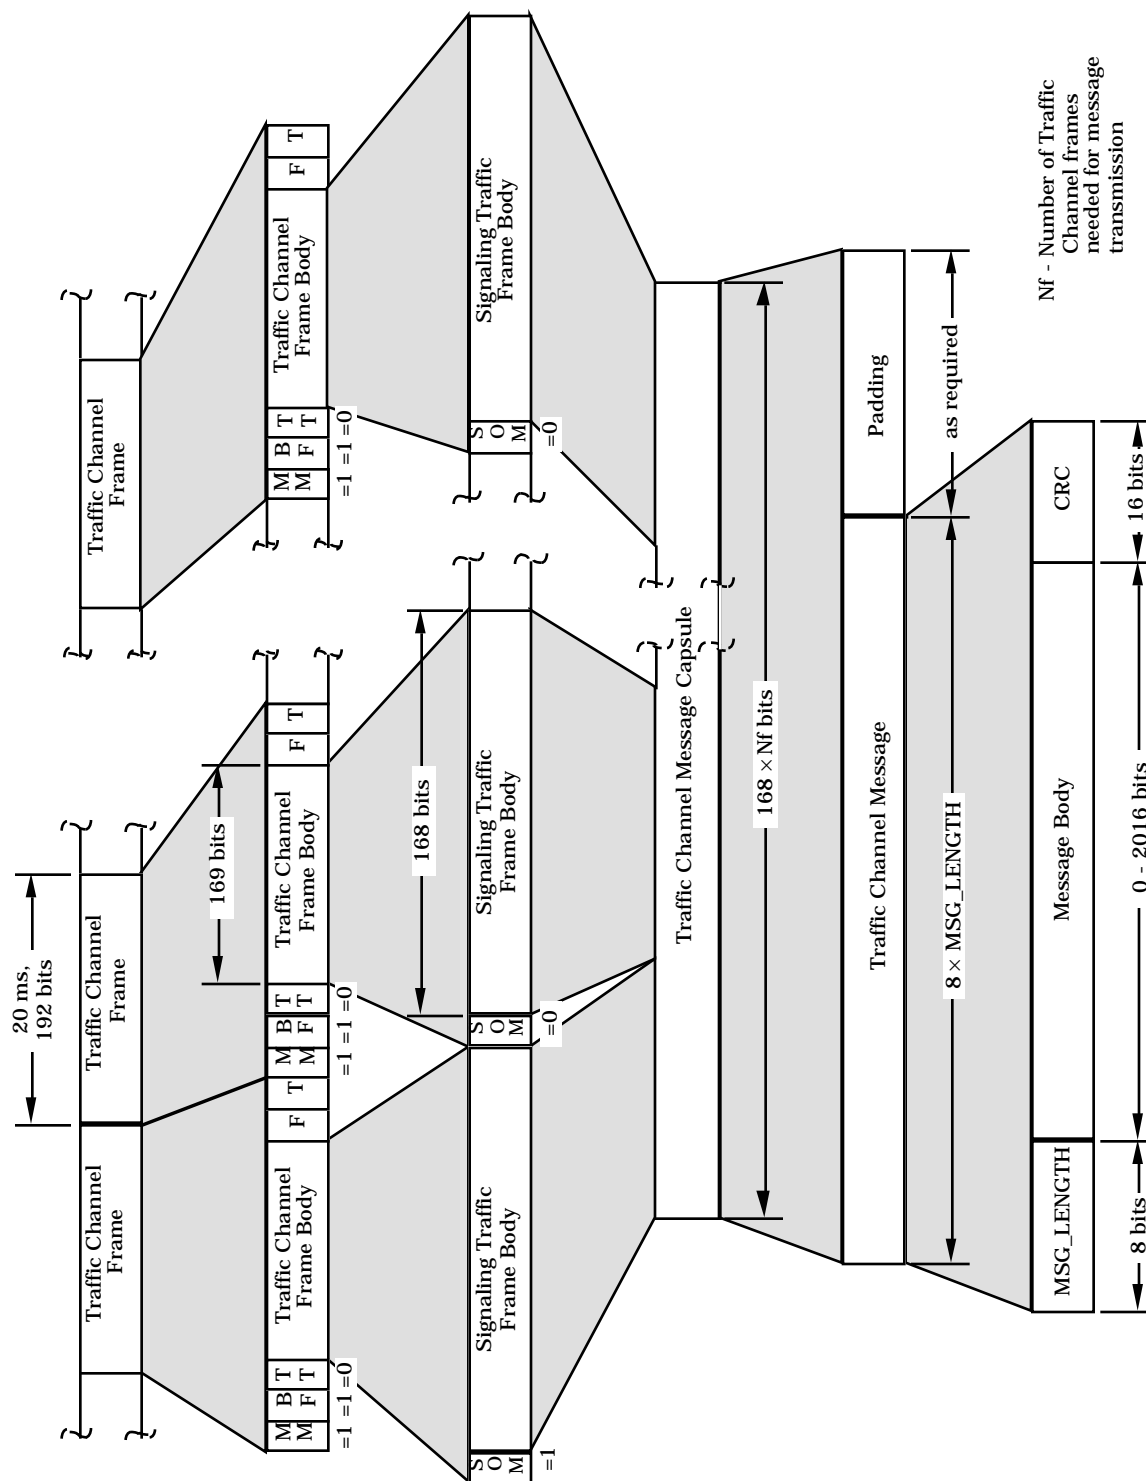 20 ms,
192 bits
Traffic Channel
Frame
Traffic Channel
Frame
Traffic Channel
Frame
169 bits
M B T
M F T
Traffic Channel
Frame Body
F T
M B T
M F T
Traffic Channel
Frame Body
F T
M B T
M F T
Traffic Channel
Frame Body
F T
=1 =1 =0
=1 =1 =0
=1 =1 =0
168 bits
S
O
M
Signaling Traffic
Frame Body
S
O
M
Signaling Traffic
Frame Body
S
O
M
Signaling Traffic
Frame Body
=1
=0
=0
Traffic Channel Message Capsule
168 × Nf bits
Traffic Channel Message
Padding
8 × MSG_LENGTH
as required
MSG_LENGTH
Message Body
CRC
8 bits
0 - 2016 bits
16 bits
Nf - Number of Traffic
Channel frames
needed for message
transmission